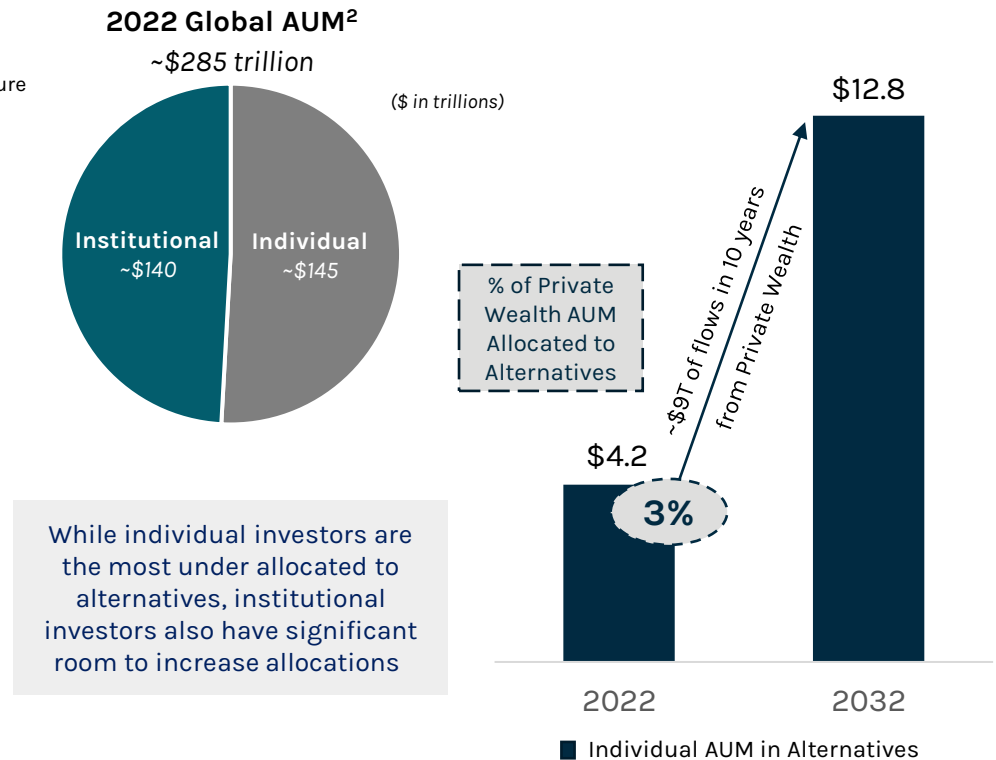 2022 Global AUM²
~$285 trillion
ure
($ in trillions)
Institutional
~$140
Individual
~$145
While individual investors are
the most under allocated to
alternatives, institutional
investors also have significant
room to increase allocations
% of Private
Wealth AUM
Allocated to
Alternatives
$12.8
~$9T of flows in 10 years
from Private Wealth
$4.2
3%
2022
2032
Individual AUM in Alternatives